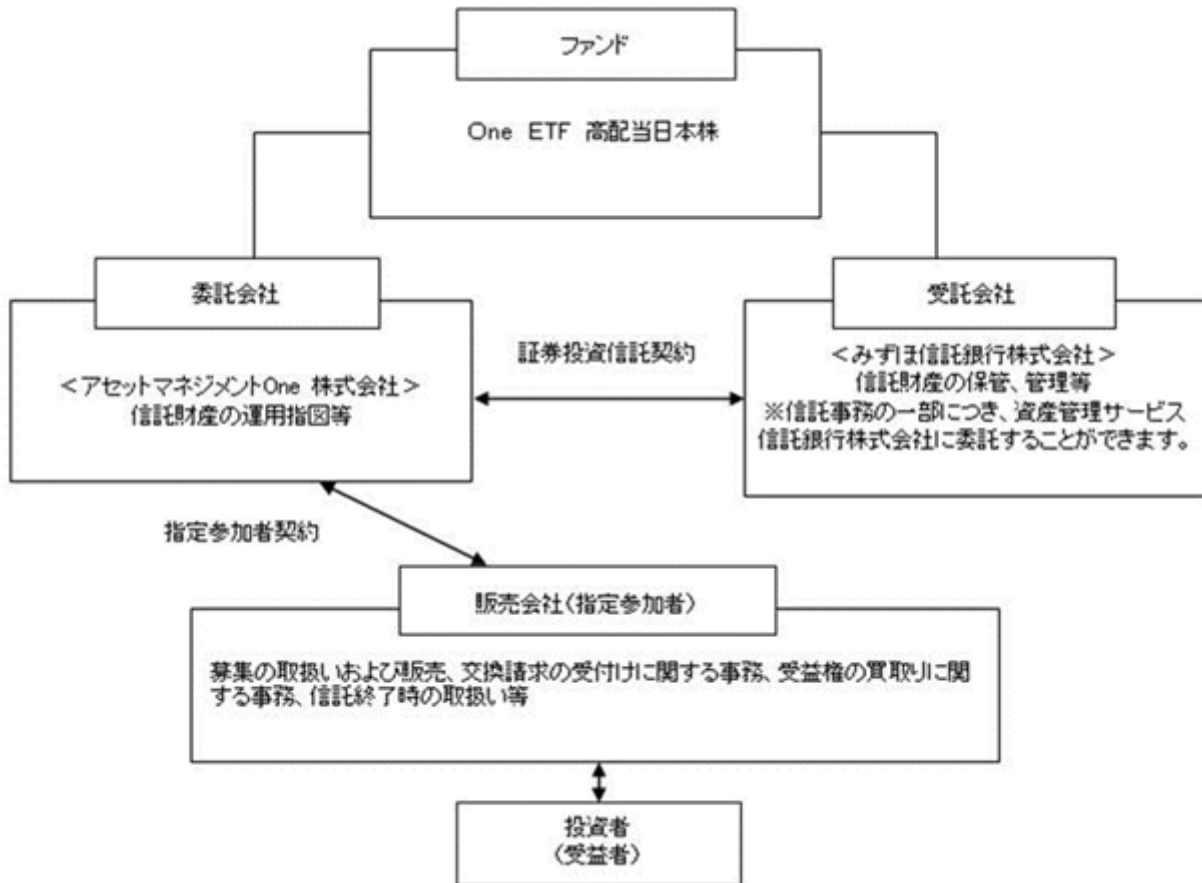 ファンド
One ETF 高配当日本株
委託会社
受託会社
<アセットマネジメントOne 株式会社>
信託財産の運用指図等
証券投資信託契約
<みずほ信託銀行株式会社>
信託財産の保管、管理等
※信託事務の一部につき、資産管理サービス
信託銀行株式会社に委託することができます。
指定参加者契約
販売会社〈指定参加者〉
募集の取扱いおよび販売、交換請求の受付けに関する事務、受益権の買取りに関
する事務、信託終了時の取扱い等
投資者
〈受益者〉